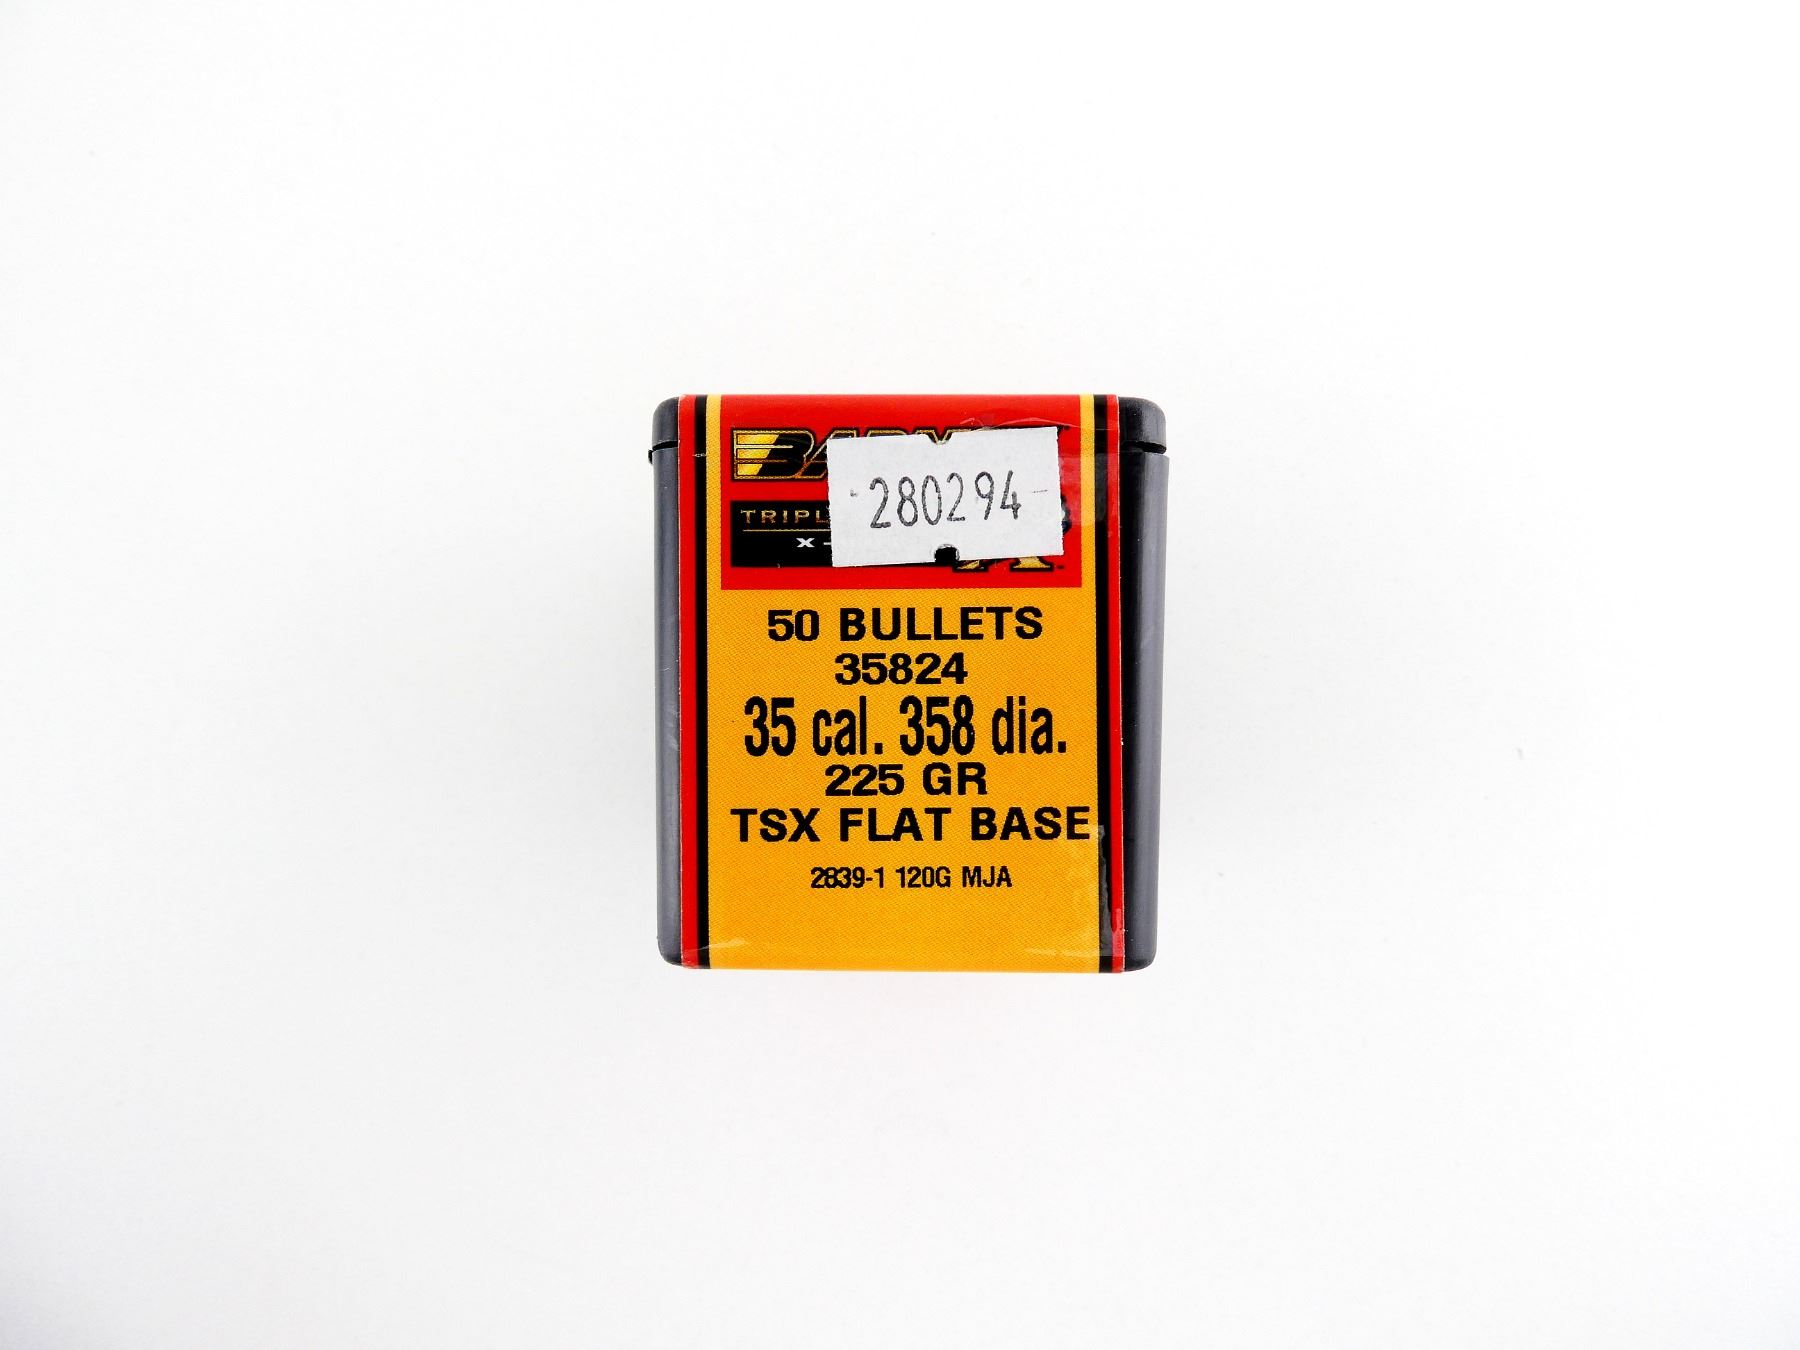 280294
50 BULLETS
35824
35 cal. 358 dia.
225 GR
TSX FLAT BASE
2839-1 120G MJA